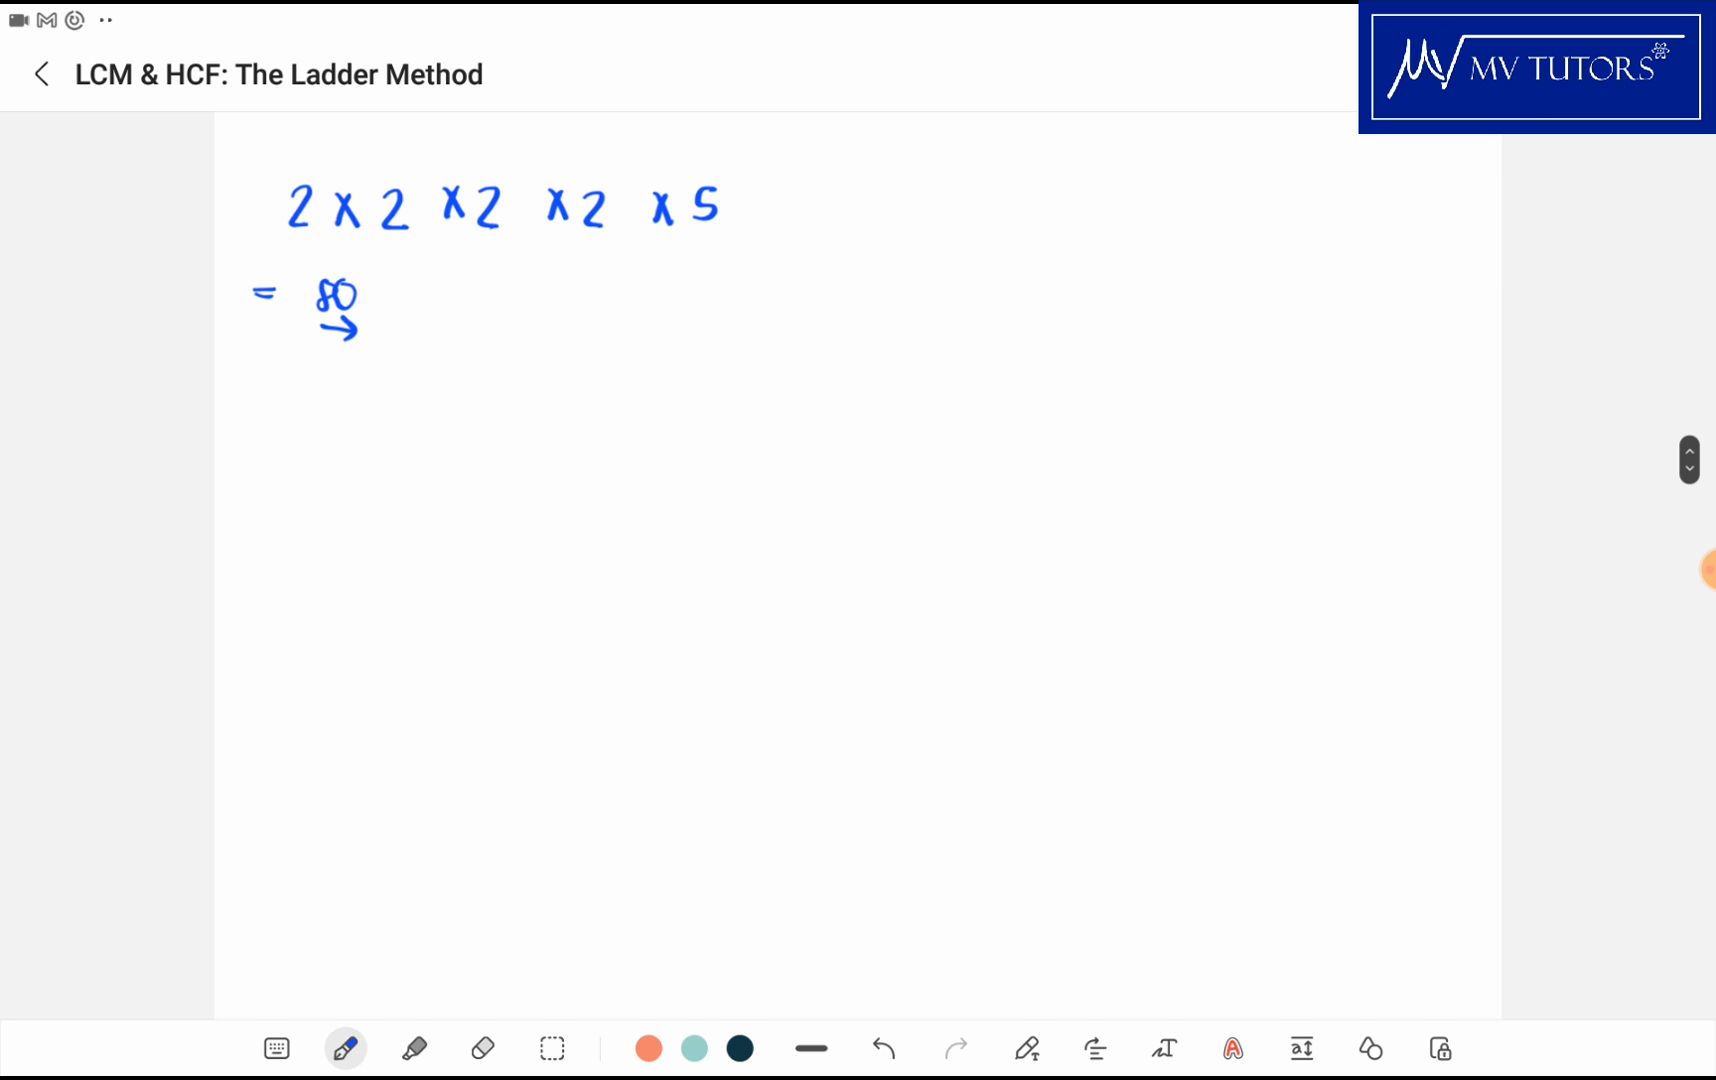 LCM & HCF: The Ladder Method
MV TUTORS
2 x 2 x 2 x 2 x 5
= 80